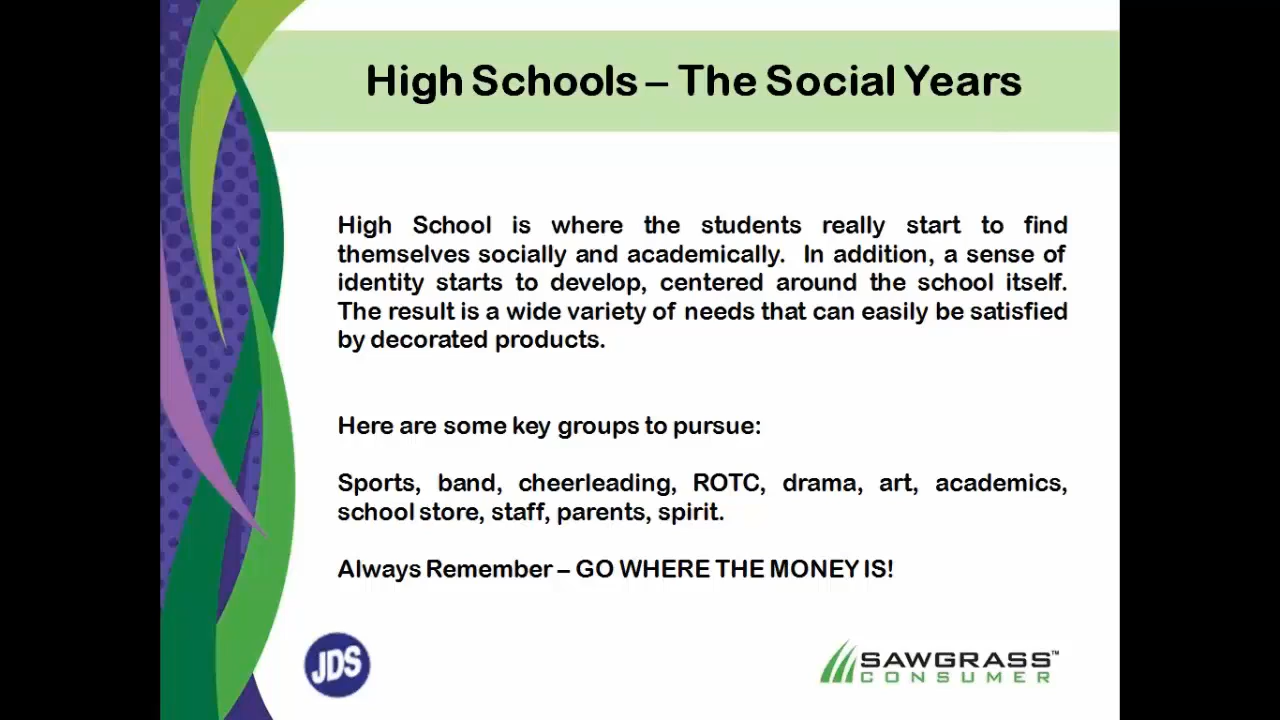 High Schools – The Social Years
High School is where the students really start to find
themselves socially and academically. In addition, a sense of
identity starts to develop, centered around the school itself.
The result is a wide variety of needs that can easily be satisfied
by decorated products.
Here are some key groups to pursue:
Sports, band, cheerleading, ROTC, drama, art, academics,
school store, staff, parents, spirit.
Always Remember – GO WHERE THE MONEY IS!
JDS
SAWGRASS™
CONSUMER